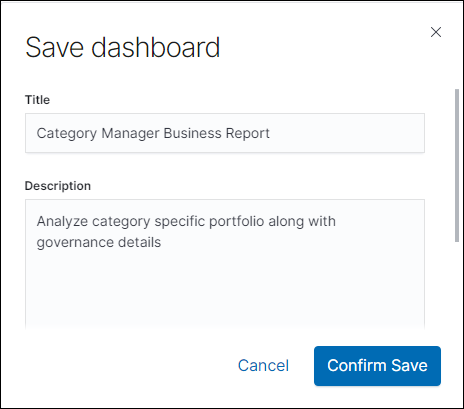 Save dashboard
Title
Category Manager Business Report
Description
Analyze category specific portfolio along with
governance details
Cancel
Confirm Save